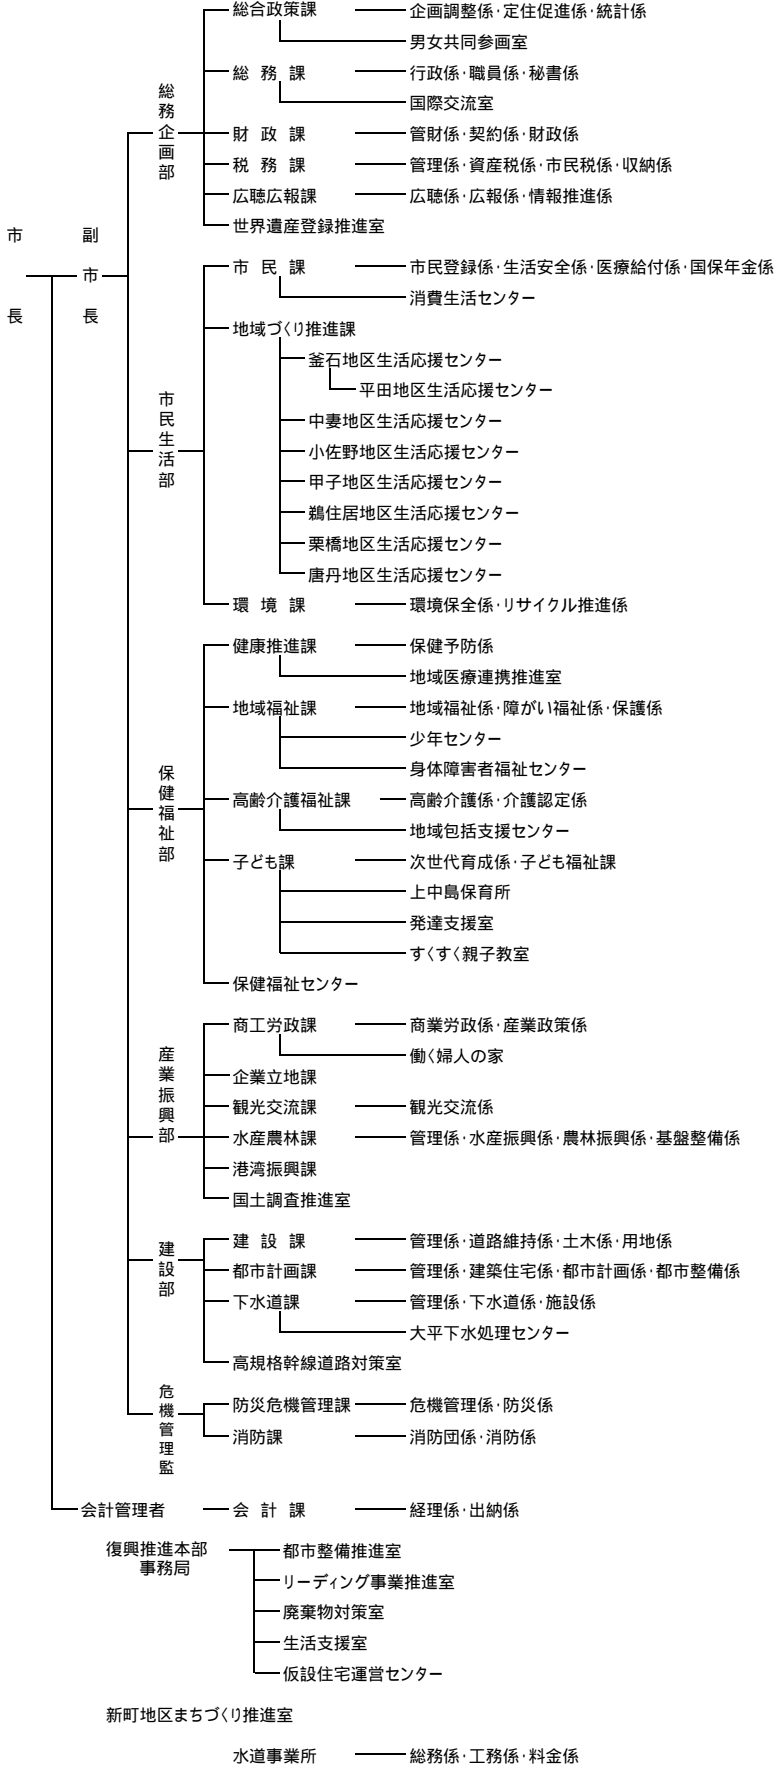 市長
副市長
総務企画部
総合政策課 企画調整係・定住促進係・統計係
男女共同参画室
総務課 行政係・職員係・秘書係
国際交流室
財政課 管財係・契約係・財政係
税務課 管理係・資産税係・市民税係・収納係
広聴広報課 広聴係・広報係・情報推進係
世界遺産登録推進室
市民生活部
市民課 市民登録係・生活安全係・医療給付係・国保年金係
消費生活センター
地域づくり推進課
釜石地区生活応援センター
平田地区生活応援センター
中妻地区生活応援センター
小佐野地区生活応援センター
甲子地区生活応援センター
鵜住居地区生活応援センター
栗橋地区生活応援センター
唐丹地区生活応援センター
環境課 環境保全係・リサイクル推進係
保健福祉部
健康推進課 保健予防係
地域医療連携推進室
地域福祉課 地域福祉係・障がい福祉係・保護係
少年センター
身体障害者福祉センター
高齢介護福祉課 高齢介護係・介護認定係
地域包括支援センター
子ども課 次世代育成係・子ども福祉課
上中島保育所
発達支援室
すくすく親子教室
保健福祉センター
産業振興部
商工労政課 商業労政係・産業政策係
働く婦人の家
企業立地課
観光交流課 観光交流係
水産農林課 管理係・水産振興係・農林振興係・基盤整備係
港湾振興課
国土調査推進室
建設部
建設課 管理係・道路維持係・土木係・用地係
都市計画課 管理係・建築住宅係・都市計画係・都市整備係
下水道課 管理係・下水道係・施設係
大平下水処理センター
高規格幹線道路対策室
危機管理監
防災危機管理課 危機管理係・防災係
消防課 消防団係・消防係
会計管理者 会計課 経理係・出納係
復興推進本部
事務局
都市整備推進室
リーディング事業推進室
廃棄物対策室
生活支援室
仮設住宅運営センター
新町地区まちづくり推進室
水道事業所 総務係・工務係・料金係